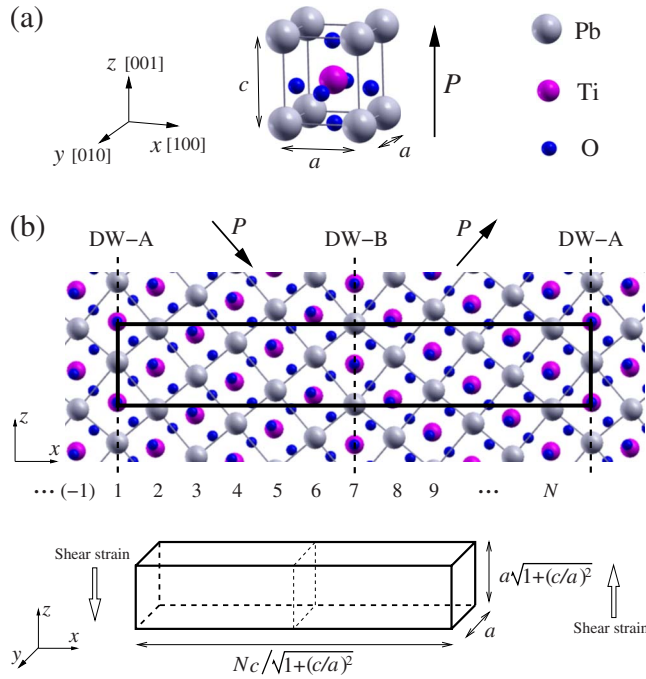 (a)
z [001]
y [010]
x [100]
c
a
a
P
Pb
Ti
O
(b)
P
P
DW−A
DW−B
DW−A
z
x
••• (-1) 1 2 3 4 5 6 7 8 9 ••• N
Shear strain
z
x
y
a√1+(c/a)²
a
Nc/√1+(c/a)²
Shear strain